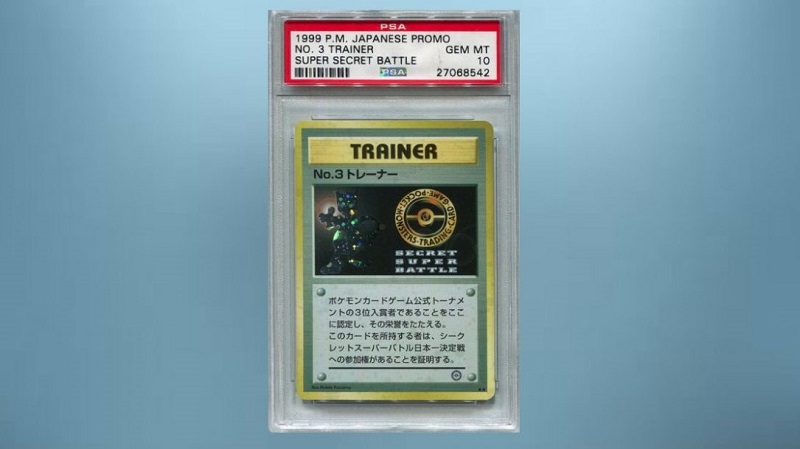 PSA
1999 P.M. JAPANESE PROMO
NO. 3 TRAINER GEM MT
SUPER SECRET BATTLE 10
PSA 27068542
TRAINER
No.3トレーナー
POCKET MONSTERS TRADING CARD GAME
SECRET
SUPER
BATTLE
ポケモンカードゲーム公式トーナメ
ントの3位入賞者であることをここ
に認定し、その栄誉をたたえる。
このカードを所持する者は、シーク
レットスーパーバトル日本一決定戦
への参加権があることを証明する。